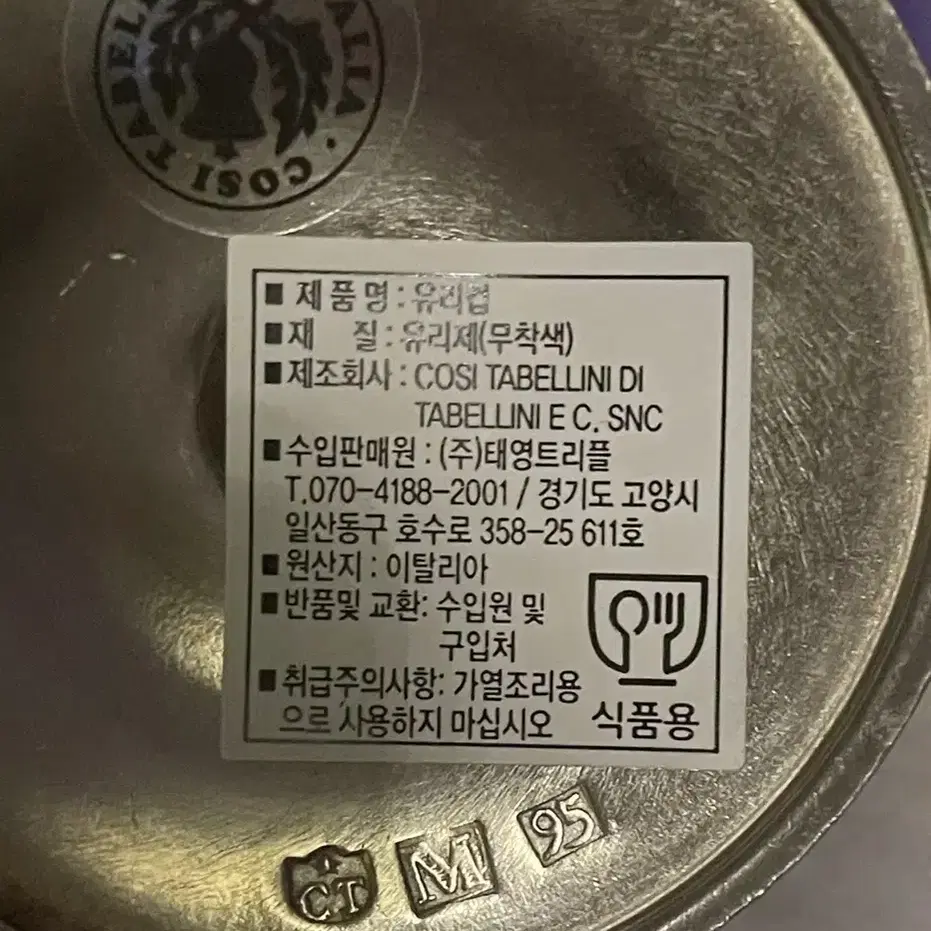 COSI TABELLINI
■ 제품명 : 유리컵
■ 재 질 : 유리제(무착색)
■ 제조회사 : COSI TABELLINI DI
TABELLINI E C. SNC
■ 수입판매원 : (주)태영트리플
T.070-4188-2001 / 경기도 고양시
일산동구 호수로 358-25 611호
■ 원산지 : 이탈리아
■ 반품및 교환: 수입원 및
구입처
■ 취급주의사항: 가열조리용
으로 사용하지 마십시오
식품용
C.T
M
95